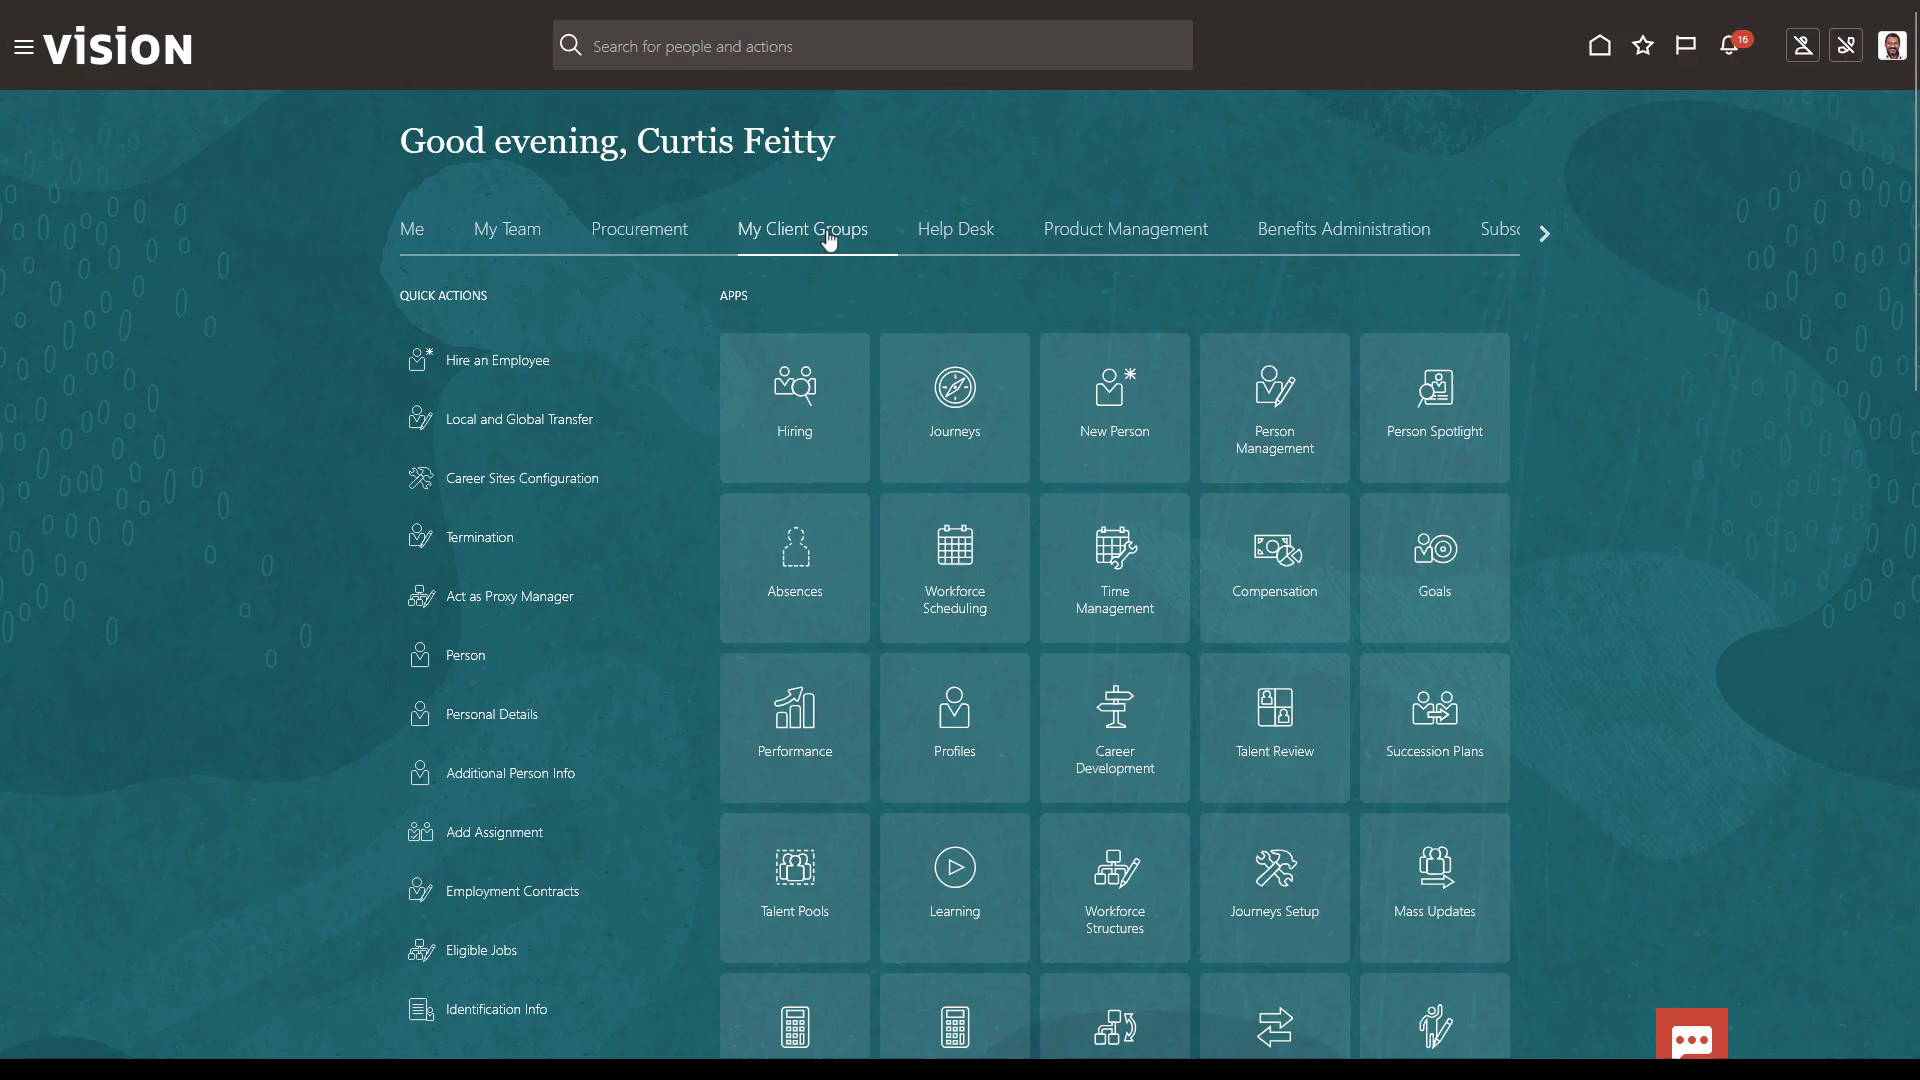 VISION
Search for people and actions
16
Good evening, Curtis Feitty
Me
My Team
Procurement
My Client Groups
Help Desk
Product Management
Benefits Administration
Subsc
QUICK ACTIONS
Hire an Employee
Local and Global Transfer
Career Sites Configuration
Termination
Act as Proxy Manager
Person
Personal Details
Additional Person Info
Add Assignment
Employment Contracts
Eligible Jobs
Identification Info
APPS
Hiring
Journeys
New Person
Person
Management
Person Spotlight
Absences
Workforce
Scheduling
Time
Management
Compensation
Goals
Performance
Profiles
Career
Development
Talent Review
Succession Plans
Talent Pools
Learning
Workforce
Structures
Journeys Setup
Mass Updates